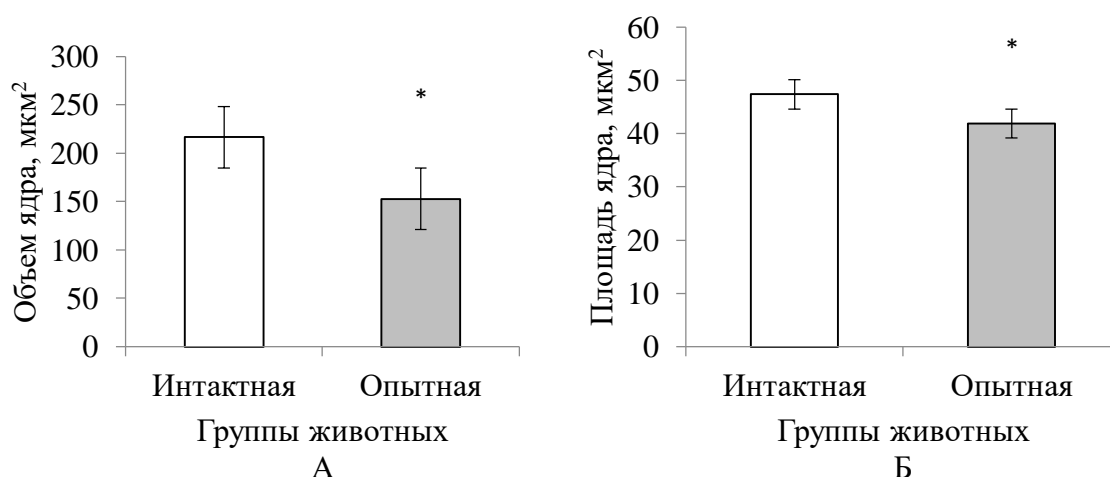 Объем ядра, мкм²
300
250
200
150
100
50
0
*
Интактная Опытная
Группы животных
А
Площадь ядра, мкм²
60
50
40
30
20
10
0
*
Интактная Опытная
Группы животных
Б